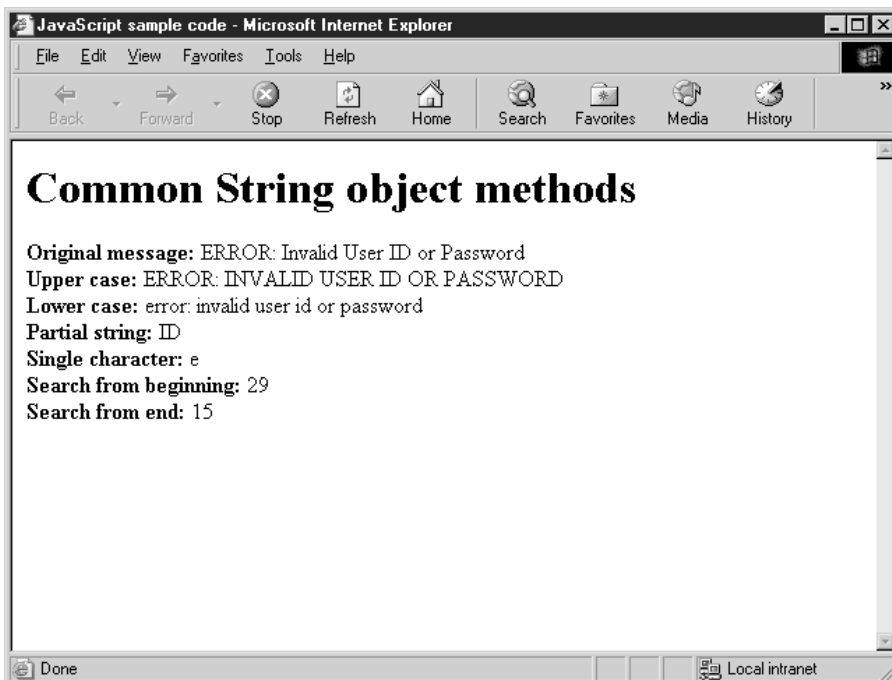 JavaScript sample code - Microsoft Internet Explorer
File Edit View Favorites Tools Help
Back Forward Stop Refresh Home Search Favorites Media History »
Common String object methods
Original message: ERROR: Invalid User ID or Password
Upper case: ERROR: INVALID USER ID OR PASSWORD
Lower case: error: invalid user id or password
Partial string: ID
Single character: e
Search from beginning: 29
Search from end: 15
Done Local intranet